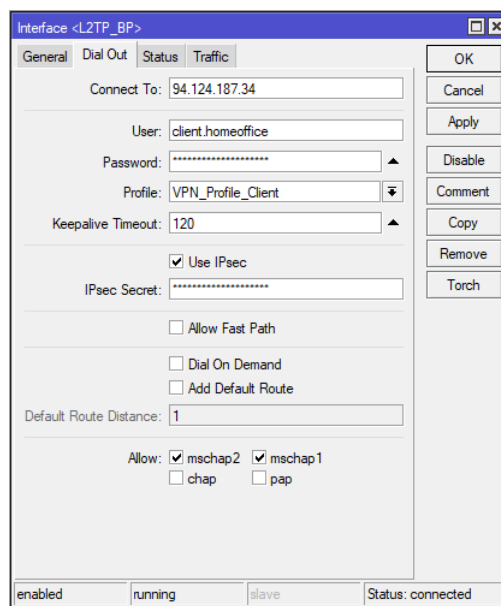 Interface <L2TP_BP>
General Dial Out Status Traffic
OK
Connect To: 94.124.187.34
Cancel
User: client.homeoffice
Apply
Password: ********************
Disable
Profile: VPN_Profile_Client
Comment
Keepalive Timeout: 120
Copy
Use IPsec
Remove
IPsec Secret: ********************
Torch
Allow Fast Path
Dial On Demand
Add Default Route
Default Route Distance: 1
Allow: mschap2 mschap1
chap pap
enabled running slave Status: connected